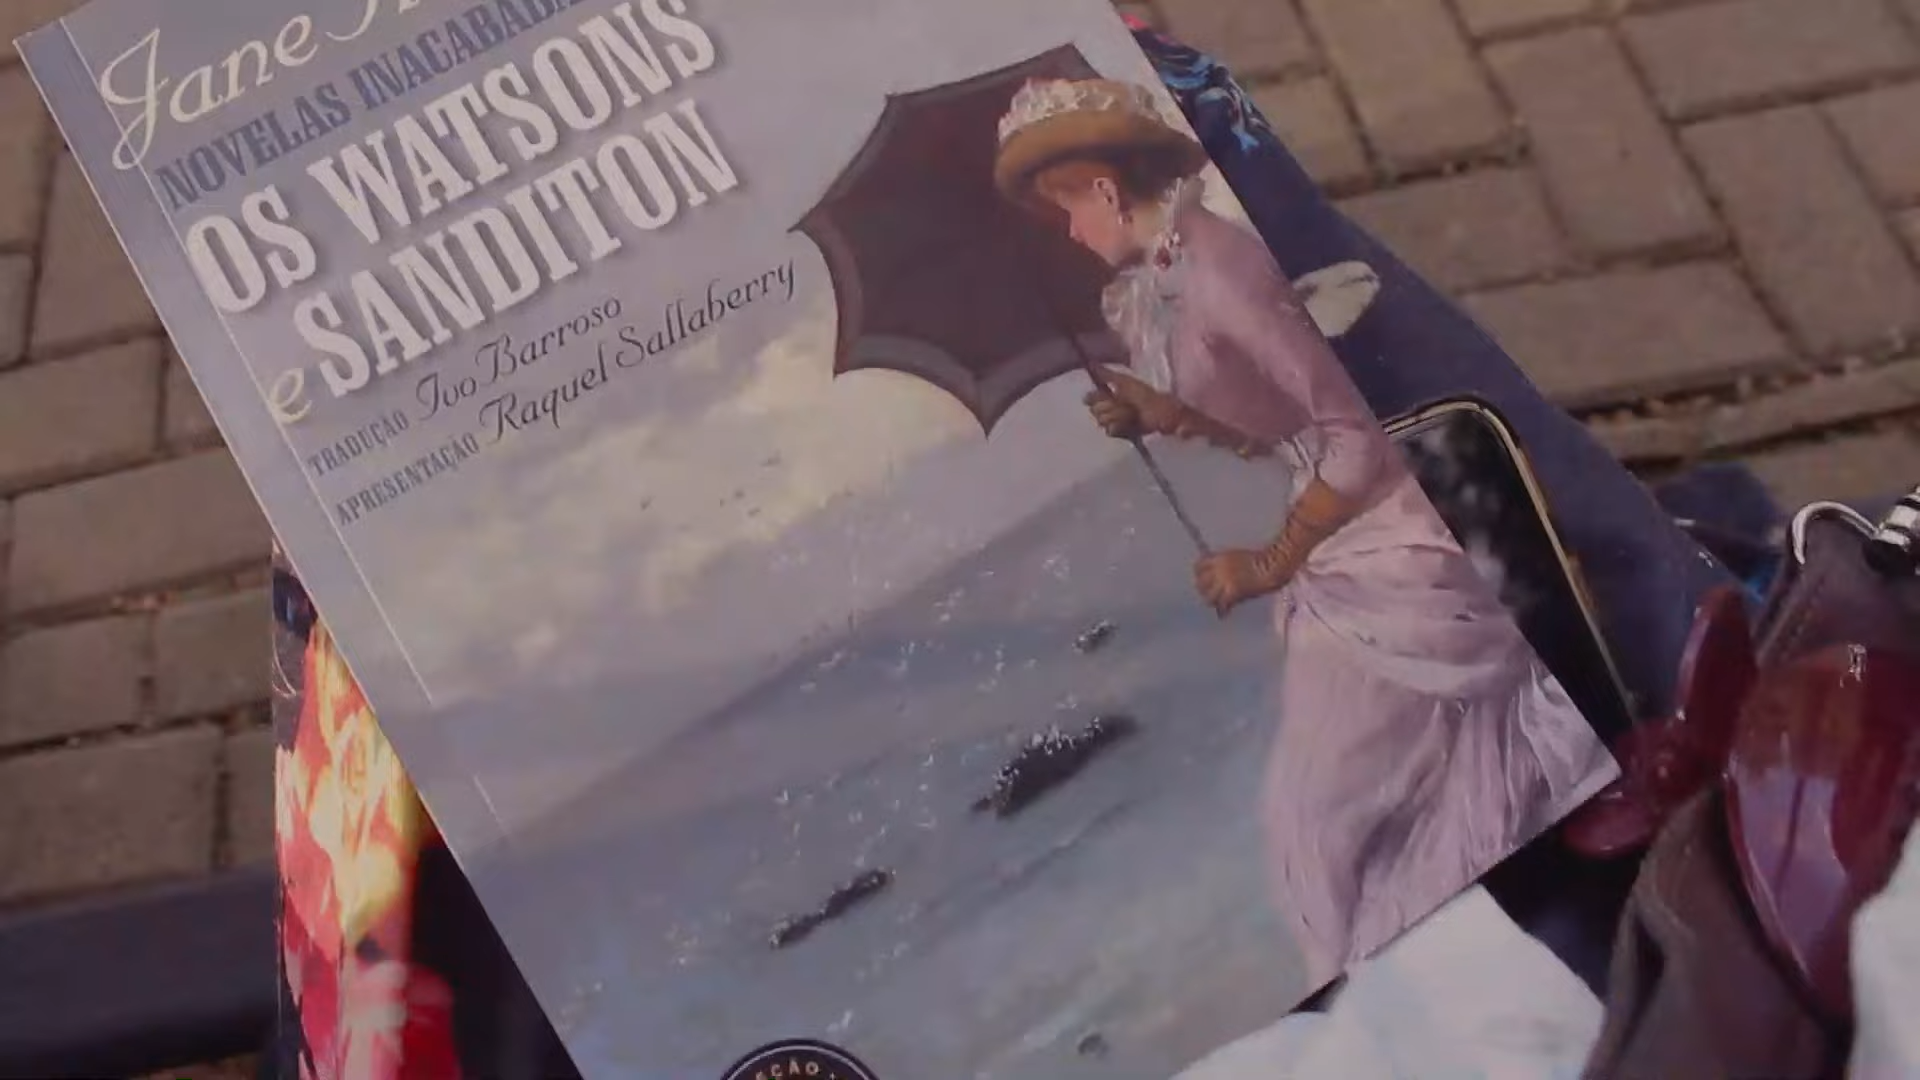 Jane
NOVELAS
OS WATSONS
e SANDITON
TRADUÇÃO Ivo Barroso
APRESENTAÇÃO Raquel Sallaberry